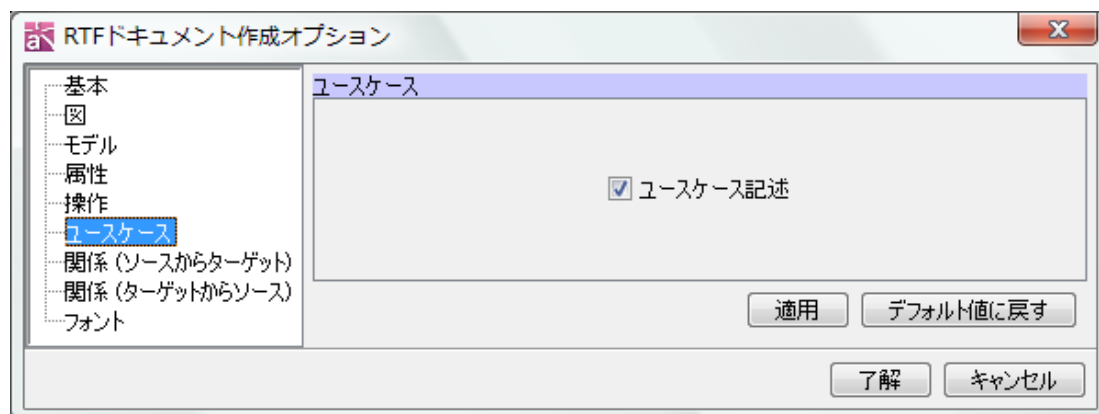 RTFドキュメント作成オプション
基本
図
モデル
属性
操作
ユースケース
関係 (ソースからターゲット)
関係 (ターゲットからソース)
フォント
ユースケース
ユースケース記述
適用
デフォルト値に戻す
了解
キャンセル